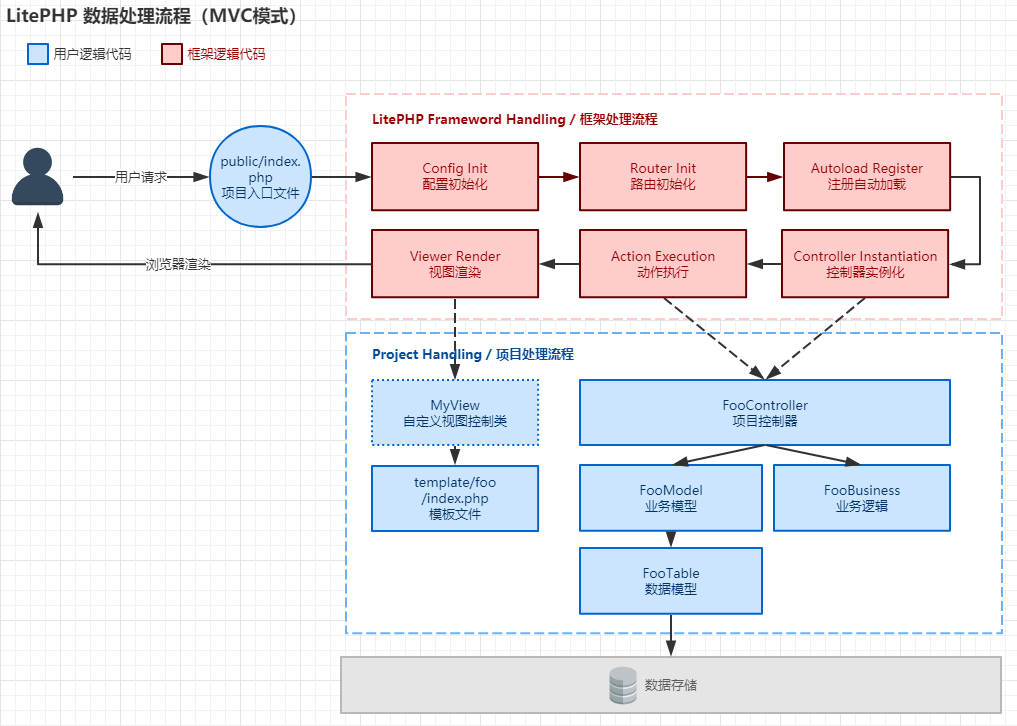 LitePHP 数据处理流程（MVC模式）
用户逻辑代码
框架逻辑代码
LitePHP Frameword Handling / 框架处理流程
用户请求
public/index.
php
项目入口文件
Config Init
配置初始化
Router Init
路由初始化
Autoload Register
注册自动加载
浏览器渲染
Viewer Render
视图渲染
Action Execution
动作执行
Controller Instantiation
控制器实例化
Project Handling / 项目处理流程
MyView
自定义视图控制类
FooController
项目控制器
template/foo
/index.php
模板文件
FooModel
业务模型
FooBusiness
业务逻辑
FooTable
数据模型
数据存储